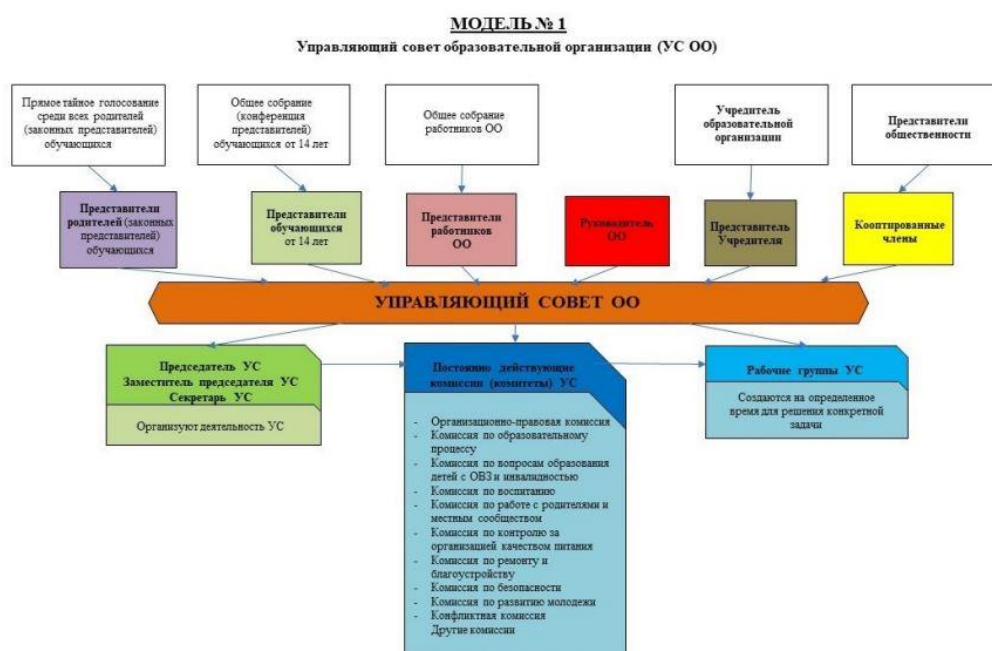 МОДЕЛЬ № 1
Управляющий совет образовательной организации (УС ОО)
Прямое тайное голосование
среди всех родителей
(законных представителей)
обучающихся
Общее собрание
(конференция
представителей)
обучающихся от 14 лет
Общее собрание
работников ОО
Учредитель
образовательной
организации
Представители
общественности
Представители
родителей (законных
представителей)
обучающихся
Представители
обучающихся
от 14 лет
Представители
работников
ОО
Руководитель
ОО
Представитель
Учредителя
Кооптированные
члены
УПРАВЛЯЮЩИЙ СОВЕТ ОО
Председатель УС
Заместитель председателя УС
Секретарь УС
Организуют деятельность УС
Постоянно действующие
комиссии (комитеты) УС
- Организационно-правовая комиссия
- Комиссия по образовательному
процессу
- Комиссия по вопросам образования
детей с ОВЗ и инвалидностью
- Комиссия по воспитанию
- Комиссия по работе с родителями и
местным сообществом
- Комиссия по контролю за
организацией качеством питания
- Комиссия по ремонту и
благоустройству
- Комиссия по безопасности
- Комиссия по развитию молодежи
- Конфликтная комиссия
Другие комиссии
Рабочие группы УС
Создаются на определенное
время для решения конкретной
задачи